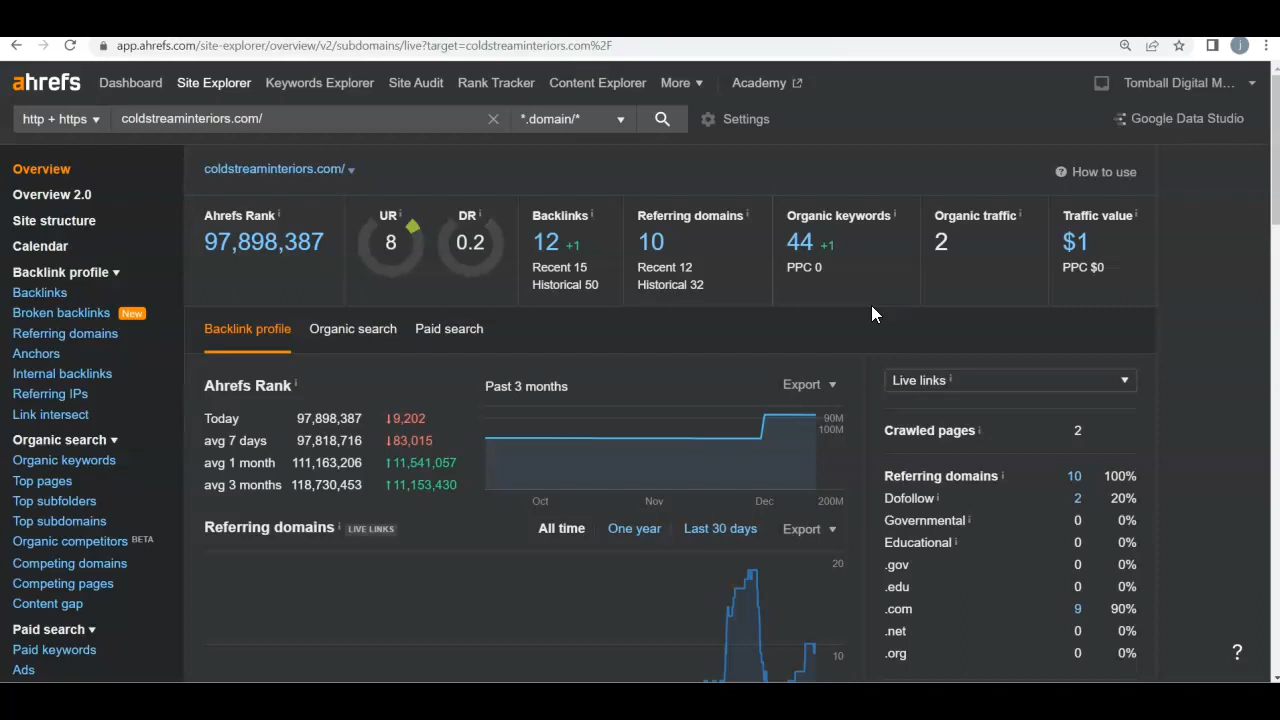 app.ahrefs.com/site-explorer/overview/v2/subdomains/live?target=coldstreaminteriors.com%2F
j
ahrefs Dashboard Site Explorer Keywords Explorer Site Audit Rank Tracker Content Explorer More Academy Tomball Digital M...
http + https coldstreaminteriors.com/ *.domain/* Settings Google Data Studio
Overview
Overview 2.0
Site structure
Calendar
Backlink profile
Backlinks
Broken backlinks New
Referring domains
Anchors
Internal backlinks
Referring IPs
Link intersect
Organic search
Organic keywords
Top pages
Top subfolders
Top subdomains
Organic competitors BETA
Competing domains
Competing pages
Content gap
Paid search
Paid keywords
Ads
coldstreaminteriors.com/ How to use
Ahrefs Rank UR DR Backlinks Referring domains Organic keywords Organic traffic Traffic value
97,898,387 8 0.2 12 +1 10 44 +1 2 $1
Recent 15 Recent 12 PPC 0 PPC $0
Historical 50 Historical 32
Backlink profile Organic search Paid search
Ahrefs Rank Past 3 months Export
Today 97,898,387 ↓9,202
avg 7 days 97,818,716 ↓83,015
avg 1 month 111,163,206 ↑11,541,057
avg 3 months 118,730,453 ↑11,153,430
90M
100M
Oct Nov Dec 200M
Referring domains LIVE LINKS All time One year Last 30 days Export
20
10
Live links
Crawled pages 2
Referring domains 10 100%
Dofollow 2 20%
Governmental 0 0%
Educational 0 0%
.gov 0 0%
.edu 0 0%
.com 9 90%
.net 0 0%
.org 0 0%
?